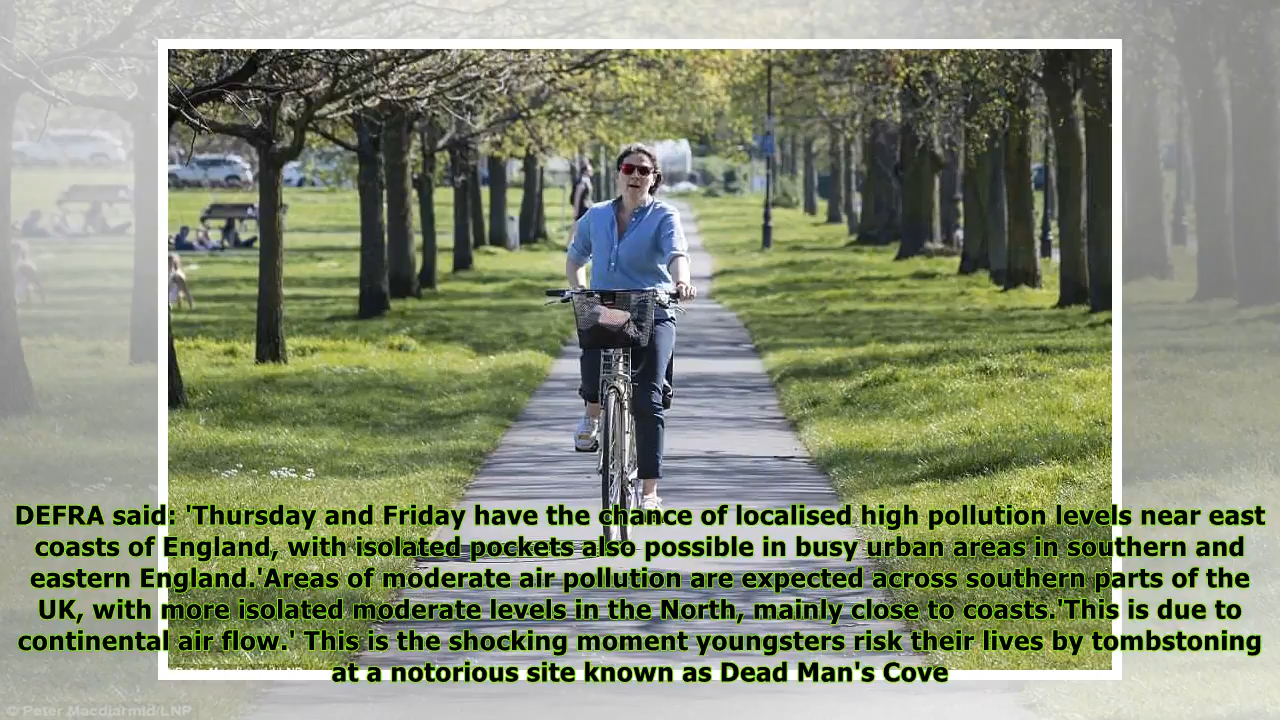 DEFRA said: 'Thursday and Friday have the chance of localised high pollution levels near east
coasts of England, with isolated pockets also possible in busy urban areas in southern and
eastern England.'Areas of moderate air pollution are expected across southern parts of the
UK, with more isolated moderate levels in the North, mainly close to coasts.'This is due to
continental air flow.' This is the shocking moment youngsters risk their lives by tombstoning
at a notorious site known as Dead Man's Cove
© Peter Macdiarmid/LNP